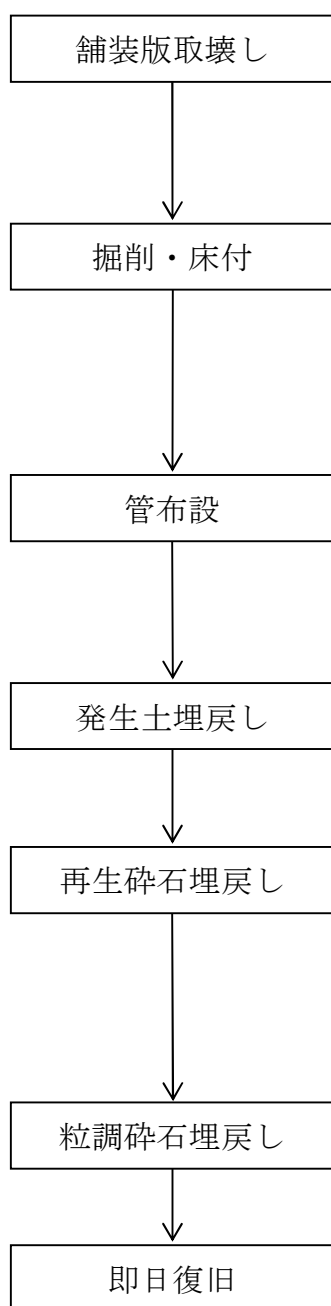 舗装版取壊し
掘削・床付
管布設
発生土埋戻し
再生砕石埋戻し
粒調砕石埋戻し
即日復旧